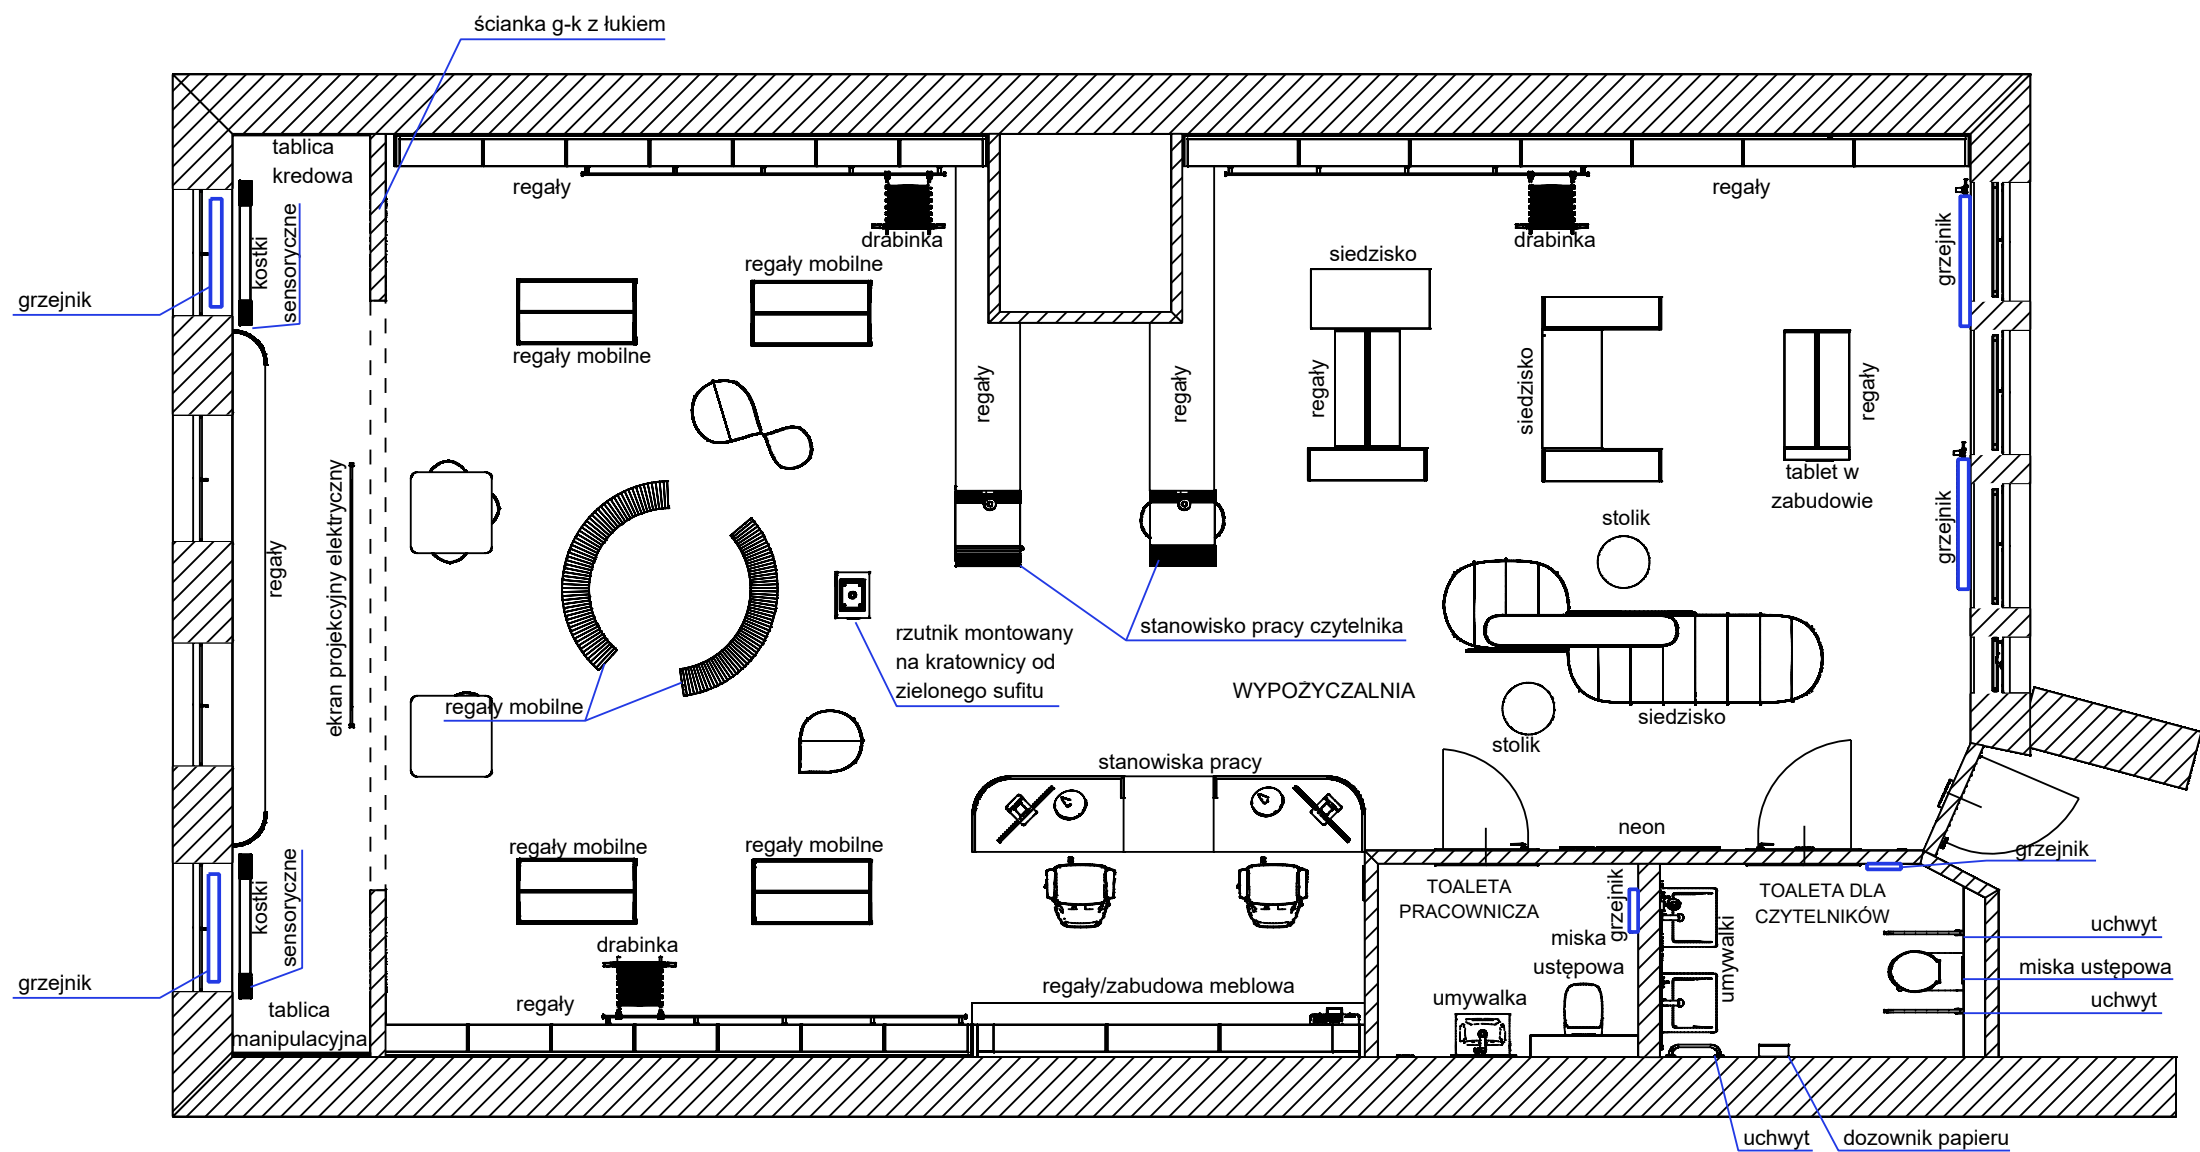 ścianka g-k z łukiem
tablica
kredowa
regały
drabinka
regały
drabinka
kostki
sensoryczne
grzejnik
regały mobilne
regały mobilne
siedzisko
grzejnik
regały
regały
regały
siedzisko
regały
tablet w
zabudowie
regały
ekran projekcyjny elektryczny
stolik
grzejnik
rzutnik montowany
na kratownicy od
zielonego sufitu
stanowisko pracy czytelnika
regały mobilne
WYPOŻYCZALNIA
siedzisko
stolik
stanowiska pracy
neon
grzejnik
regały mobilne
regały mobilne
kostki
sensoryczne
grzejnik
drabinka
regały
regały/zabudowa meblowa
TOALETA
PRACOWNICZA
grzejnik
miska
ustępowa
umywalka
umywalki
TOALETA DLA
CZYTELNIKÓW
uchwyt
miska ustępowa
uchwyt
tablica
manipulacyjna
uchwyt
dozownik papieru